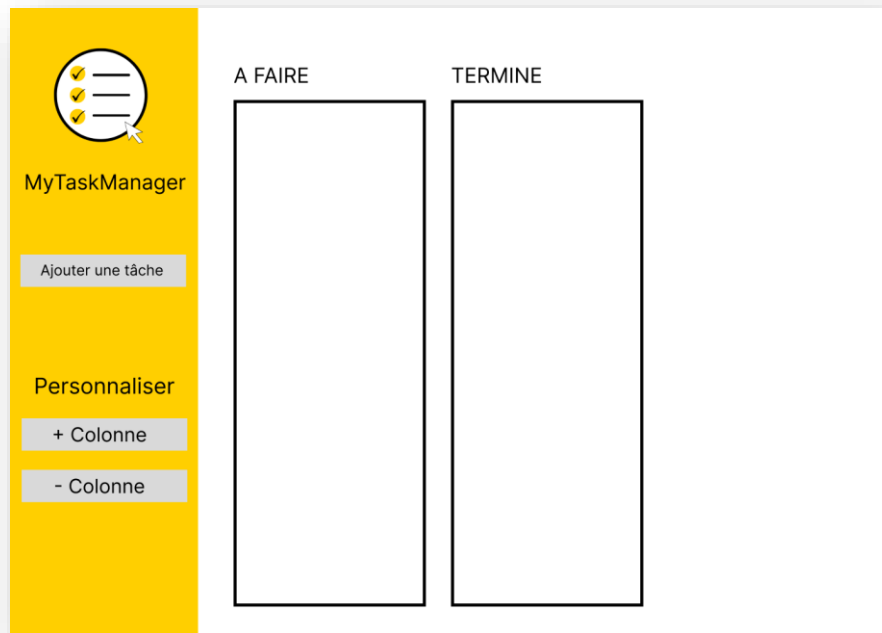 MyTaskManager
Ajouter une tâche
Personnaliser
+ Colonne
- Colonne
A FAIRE
TERMINE